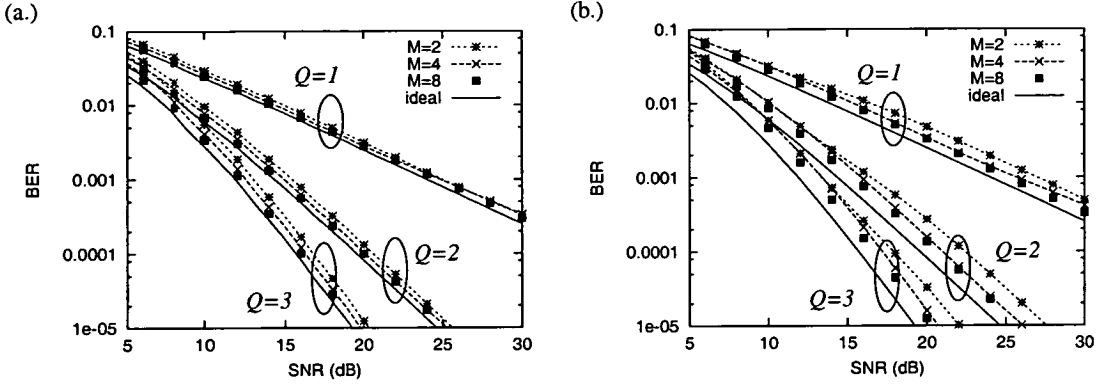 (a.)
0.1
0.01
0.001
0.0001
1e-05
BER
5
10
15
20
25
30
SNR (dB)
M=2
M=4
M=8
ideal
Q=1
Q=2
Q=3
(b.)
0.1
0.01
0.001
0.0001
1e-05
BER
5
10
15
20
25
30
SNR (dB)
M=2
M=4
M=8
ideal
Q=1
Q=2
Q=3